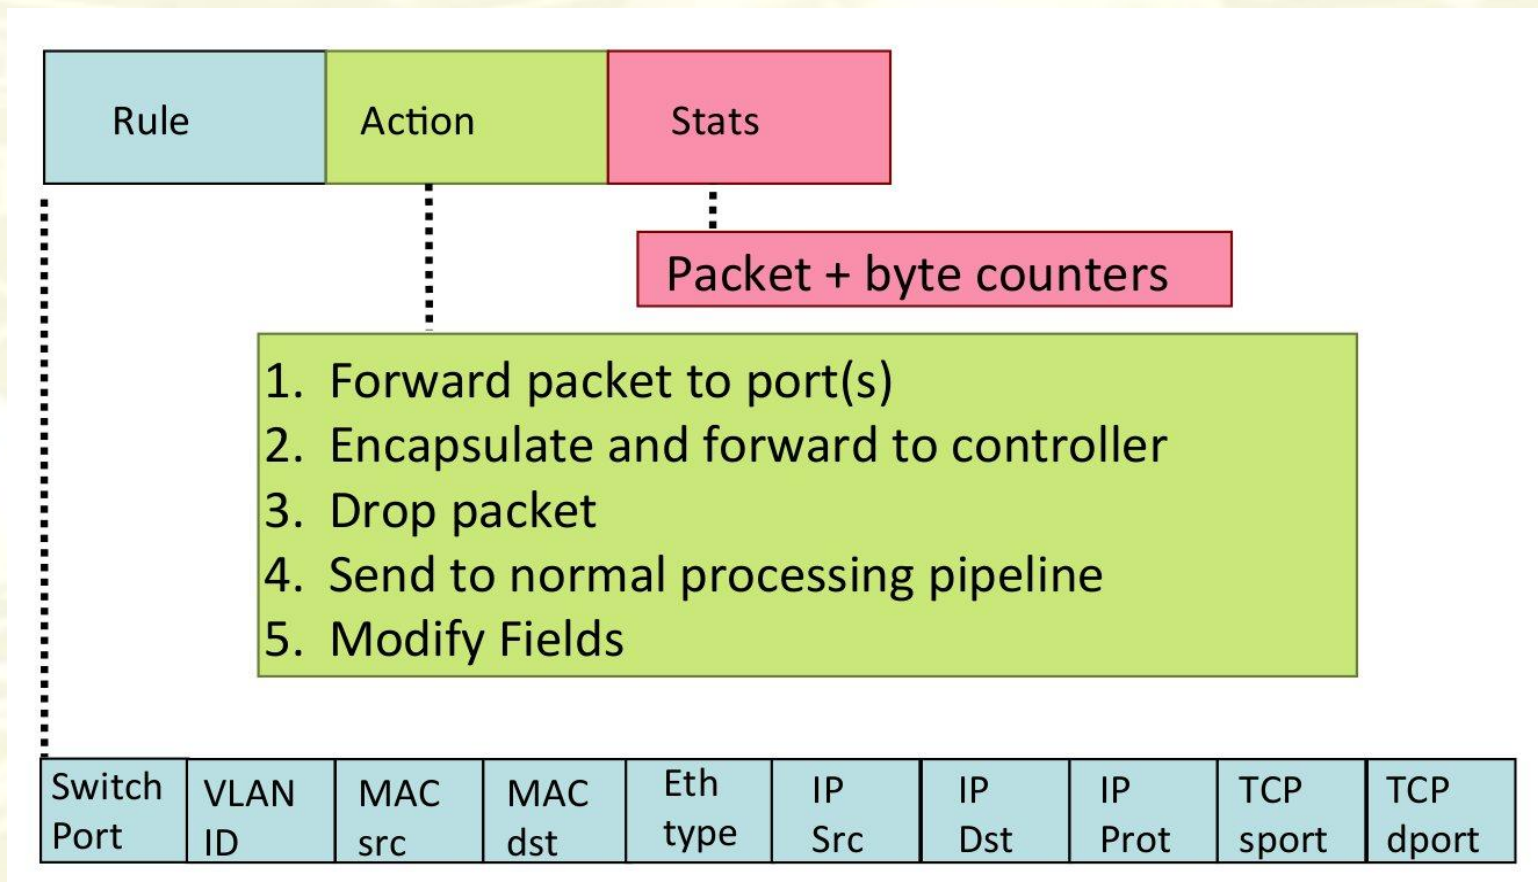 Rule
Action
Stats
Packet + byte counters
1. Forward packet to port(s)
2. Encapsulate and forward to controller
3. Drop packet
4. Send to normal processing pipeline
5. Modify Fields
Switch Port
VLAN ID
MAC src
MAC dst
Eth type
IP Src
IP Dst
IP Prot
TCP sport
TCP dport